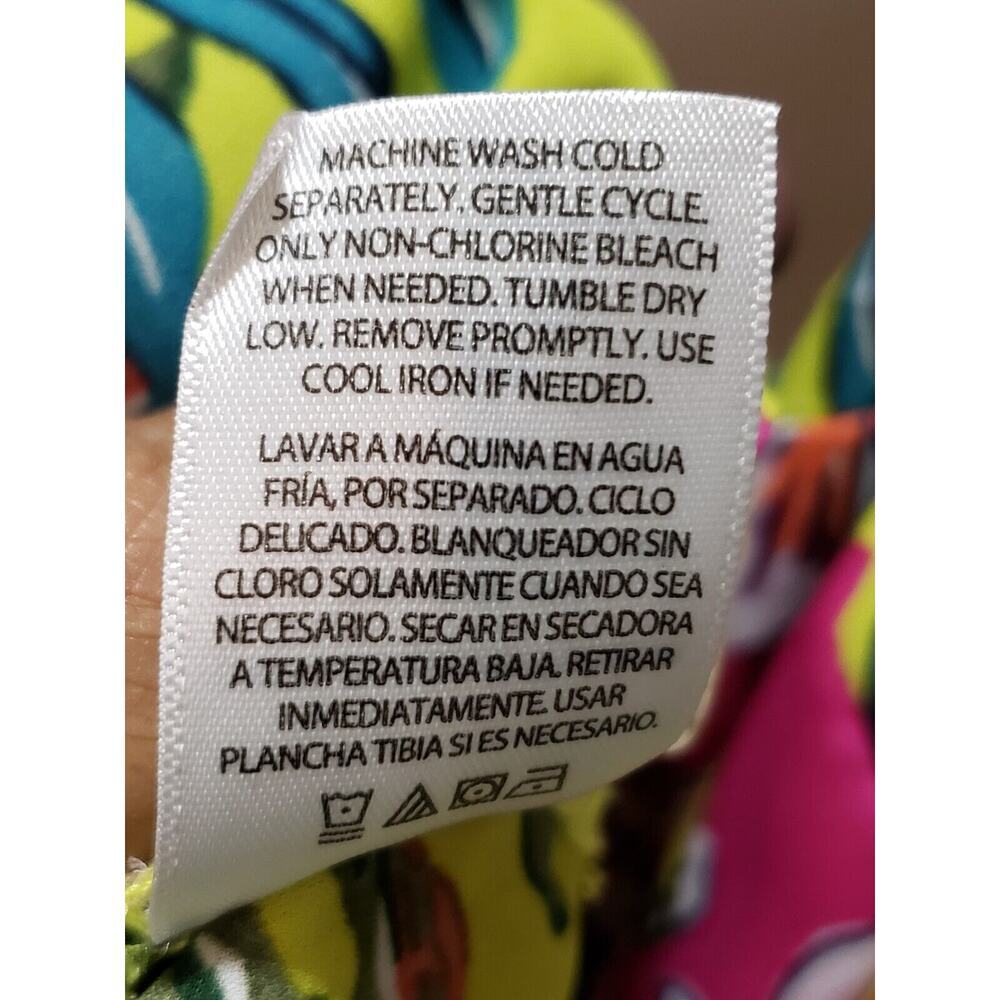 MACHINE WASH COLD
SEPARATELY. GENTLE CYCLE.
ONLY NON-CHLORINE BLEACH
WHEN NEEDED. TUMBLE DRY
LOW. REMOVE PROMPTLY. USE
COOL IRON IF NEEDED.
LAVAR A MÁQUINA EN AGUA
FRÍA, POR SEPARADO. CICLO
DELICADO. BLANQUEADOR SIN
CLORO SOLAMENTE CUANDO SEA
NECESARIO. SECAR EN SECADORA
A TEMPERATURA BAJA. RETIRAR
INMEDIATAMENTE. USAR
PLANCHA TIBIA SI ES NECESARIO.